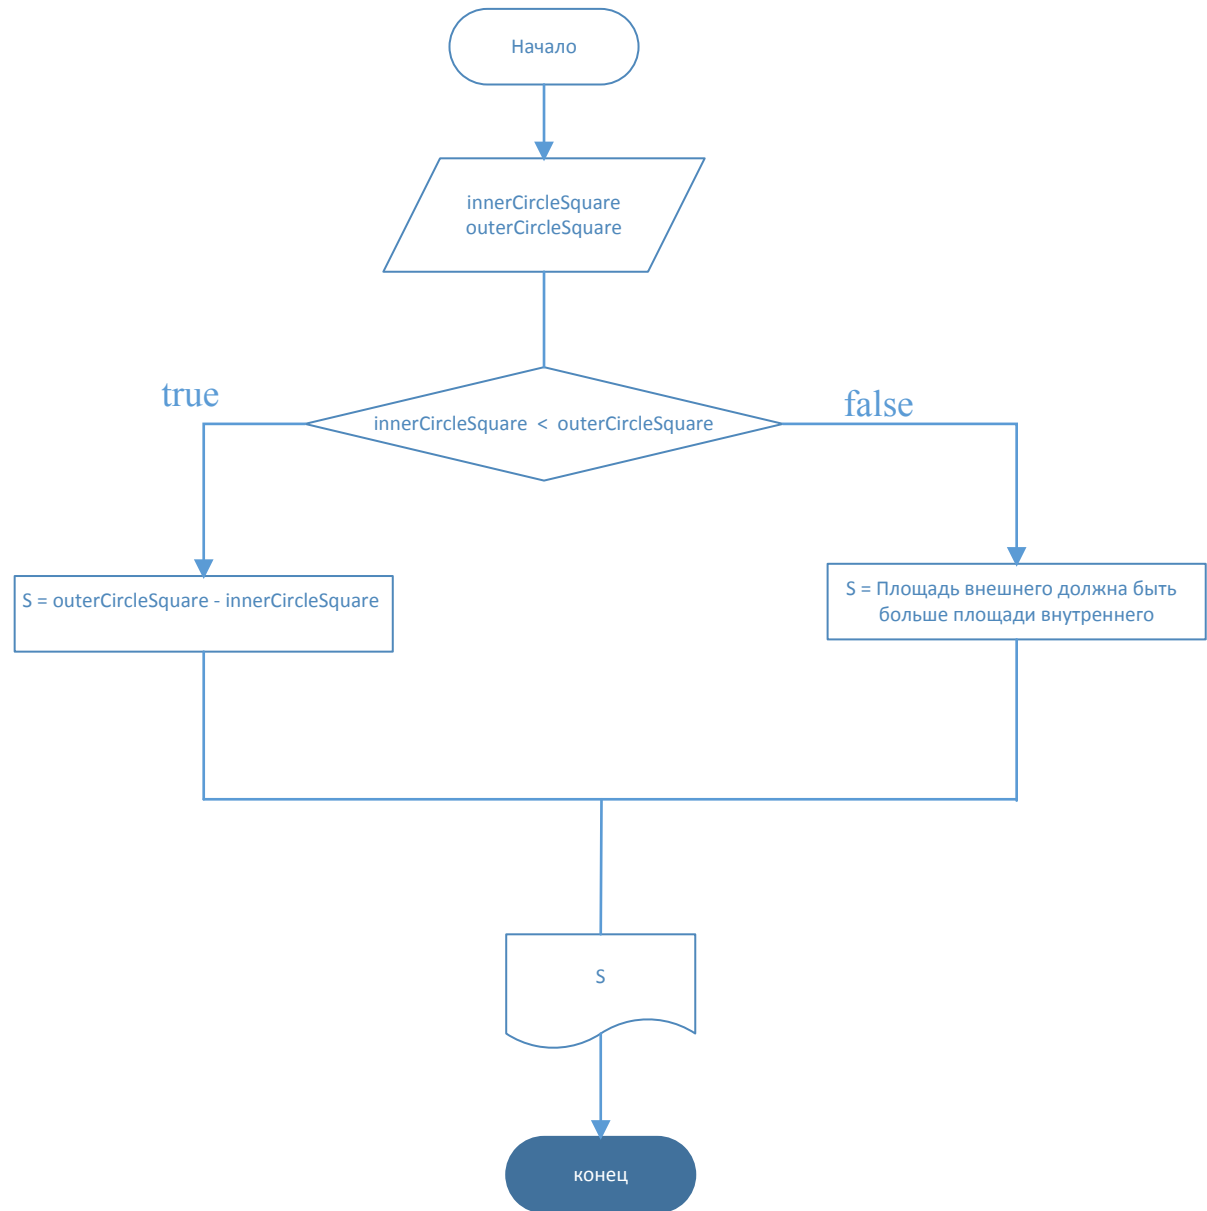 Начало
innerCircleSquare
outerCircleSquare
true
false
innerCircleSquare < outerCircleSquare
S = outerCircleSquare - innerCircleSquare
S = Площадь внешнего должна быть
больше площади внутреннего
S
конец